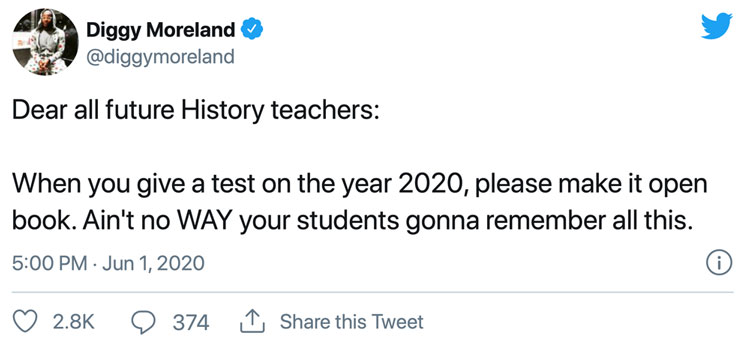 Diggy Moreland
@diggymoreland
Dear all future History teachers:
When you give a test on the year 2020, please make it open
book. Ain't no WAY your students gonna remember all this.
5:00 PM · Jun 1, 2020
2.8K 374 Share this Tweet